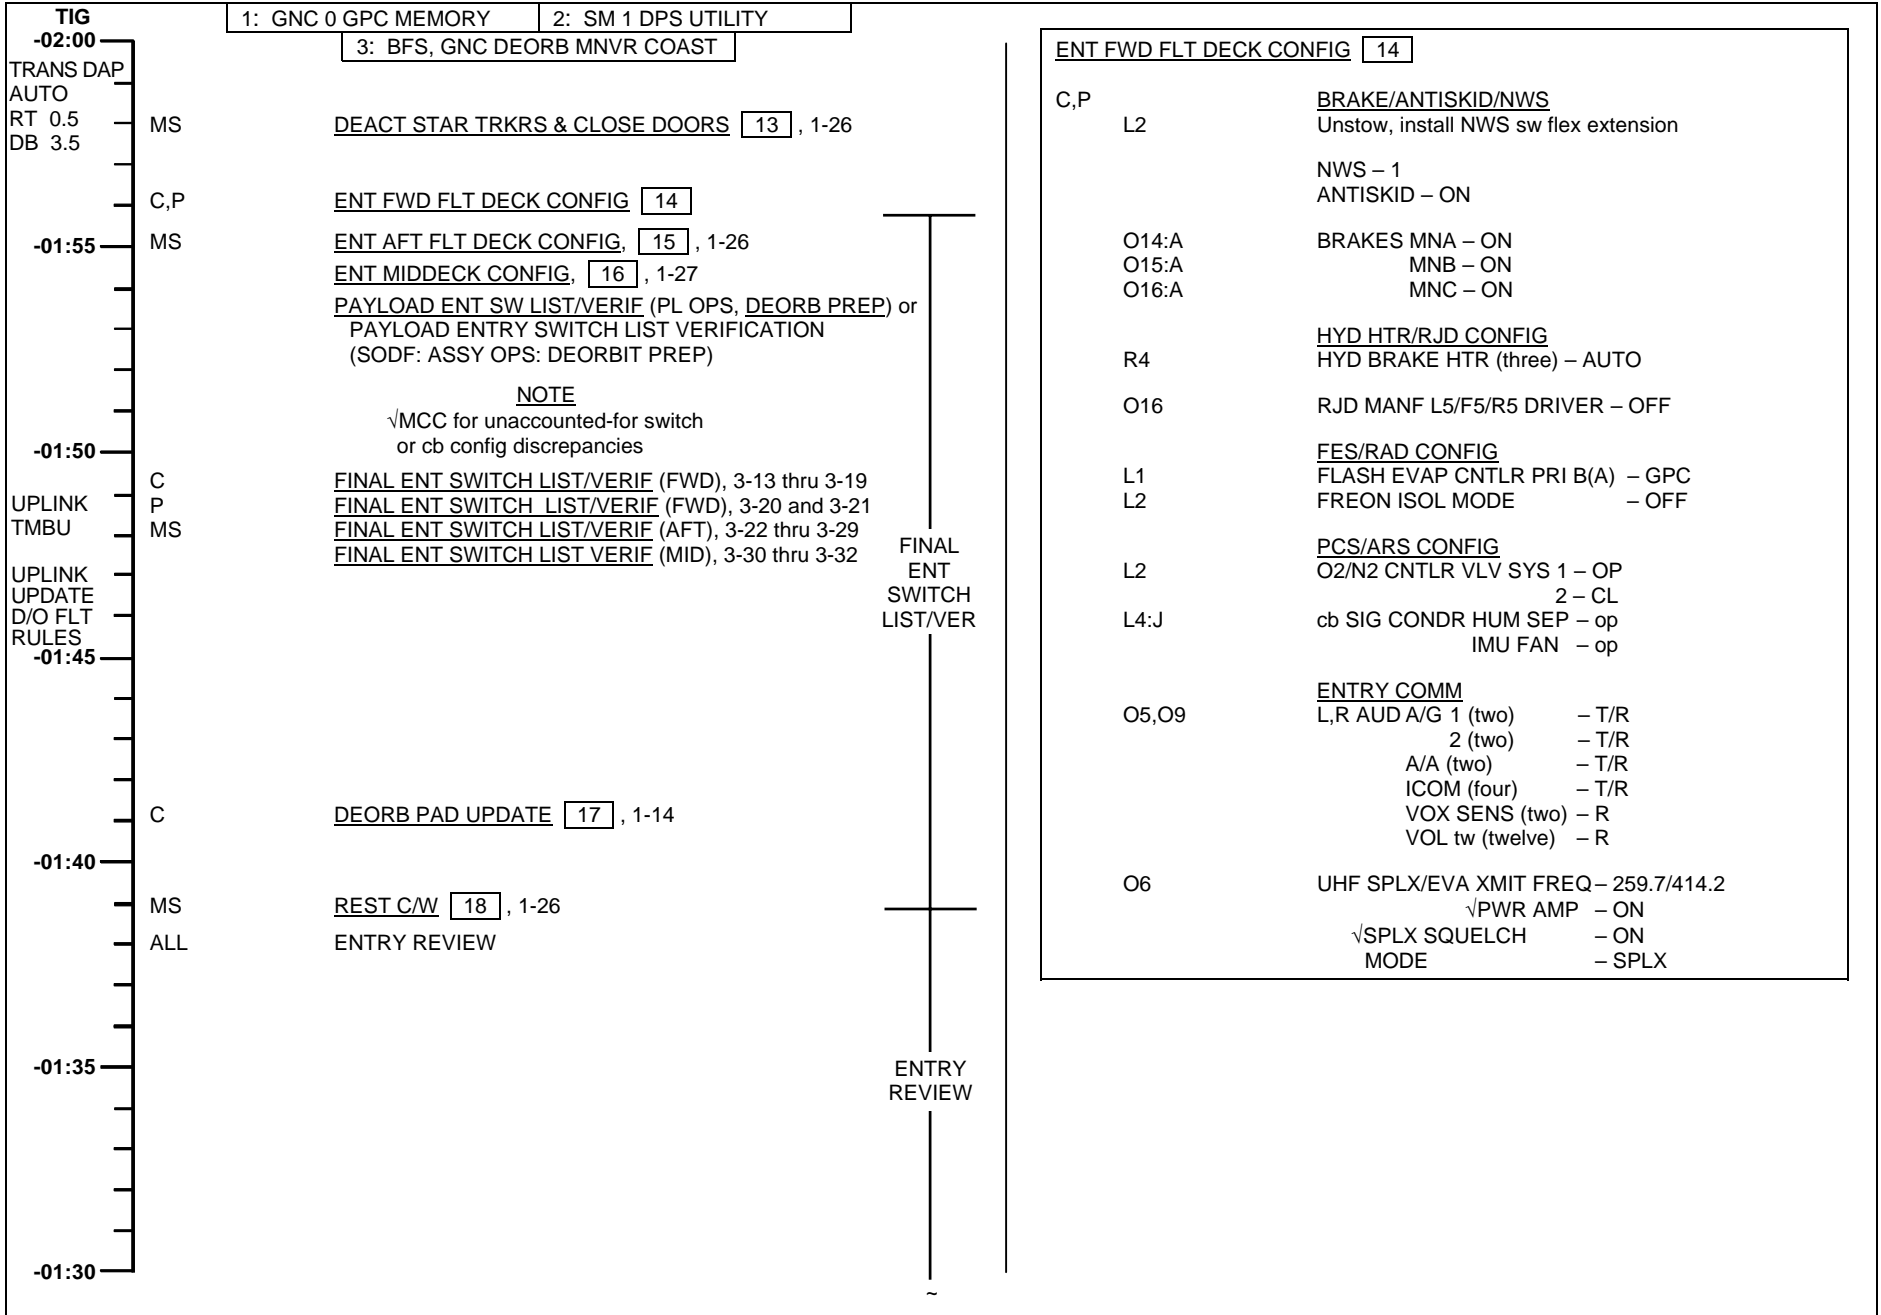 TIG
1: GNC 0 GPC MEMORY 2: SM 1 DPS UTILITY
3: BFS, GNC DEORB MNVR COAST
-02:00
TRANS DAP
AUTO
RT 0.5
DB 3.5
MS DEACT STAR TRKRS & CLOSE DOORS 13 , 1-26
C,P ENT FWD FLT DECK CONFIG 14
-01:55
MS ENT AFT FLT DECK CONFIG, 15 , 1-26
ENT MIDDECK CONFIG, 16 , 1-27
PAYLOAD ENT SW LIST/VERIF (PL OPS, DEORB PREP) or
PAYLOAD ENTRY SWITCH LIST VERIFICATION
(SODF: ASSY OPS: DEORBIT PREP)
NOTE
√MCC for unaccounted-for switch
or cb config discrepancies
-01:50
C FINAL ENT SWITCH LIST/VERIF (FWD), 3-13 thru 3-19
P FINAL ENT SWITCH LIST/VERIF (FWD), 3-20 and 3-21
MS FINAL ENT SWITCH LIST/VERIF (AFT), 3-22 thru 3-29
FINAL ENT SWITCH LIST VERIF (MID), 3-30 thru 3-32
UPLINK
TMBU
UPLINK
UPDATE
D/O FLT
RULES
-01:45
FINAL
ENT
SWITCH
LIST/VER
C DEORB PAD UPDATE 17 , 1-14
-01:40
MS REST C/W 18 , 1-26
ALL ENTRY REVIEW
-01:35
ENTRY
REVIEW
-01:30
~
ENT FWD FLT DECK CONFIG 14
C,P BRAKE/ANTISKID/NWS
L2 Unstow, install NWS sw flex extension
NWS – 1
ANTISKID – ON
O14:A BRAKES MNA – ON
O15:A MNB – ON
O16:A MNC – ON
HYD HTR/RJD CONFIG
R4 HYD BRAKE HTR (three) – AUTO
O16 RJD MANF L5/F5/R5 DRIVER – OFF
FES/RAD CONFIG
L1 FLASH EVAP CNTLR PRI B(A) – GPC
L2 FREON ISOL MODE – OFF
PCS/ARS CONFIG
L2 O2/N2 CNTLR VLV SYS 1 – OP
2 – CL
L4:J cb SIG CONDR HUM SEP – op
IMU FAN – op
ENTRY COMM
O5,O9 L,R AUD A/G 1 (two) – T/R
2 (two) – T/R
A/A (two) – T/R
ICOM (four) – T/R
VOX SENS (two) – R
VOL tw (twelve) – R
O6 UHF SPLX/EVA XMIT FREQ – 259.7/414.2
√PWR AMP – ON
√SPLX SQUELCH – ON
MODE – SPLX